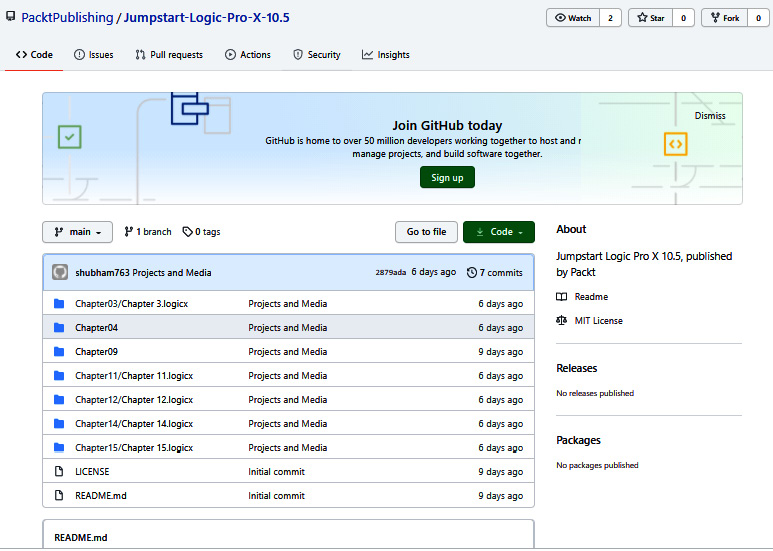 PacktPublishing / Jumpstart-Logic-Pro-X-10.5
Watch 2 Star 0 Fork 0
Code Issues Pull requests Actions Security Insights
Dismiss
Join GitHub today
GitHub is home to over 50 million developers working together to host and r
manage projects, and build software together.
Sign up
main 1 branch 0 tags Go to file Code
shubham763 Projects and Media 2879ada 6 days ago 7 commits
Chapter03/Chapter 3.logicx Projects and Media 6 days ago
Chapter04 Projects and Media 6 days ago
Chapter09 Projects and Media 9 days ago
Chapter11/Chapter 11.logicx Projects and Media 6 days ago
Chapter12/Chapter 12.logicx Projects and Media 6 days ago
Chapter14/Chapter 14.logicx Projects and Media 6 days ago
Chapter15/Chapter 15.logicx Projects and Media 6 days ago
LICENSE Initial commit 9 days ago
README.md Initial commit 9 days ago
README.md
About
Jumpstart Logic Pro X 10.5, published
by Packt
Readme
MIT License
Releases
No releases published
Packages
No packages published